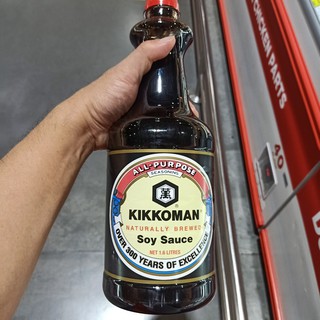 ALL-PURPOSE
SEASONING
萬
KIKKOMAN
NATURALLY BREWED
Soy Sauce
NET 1.6 LITRES
OVER 300 YEARS OF EXCELLENCE
CHICKEN PARTS
40